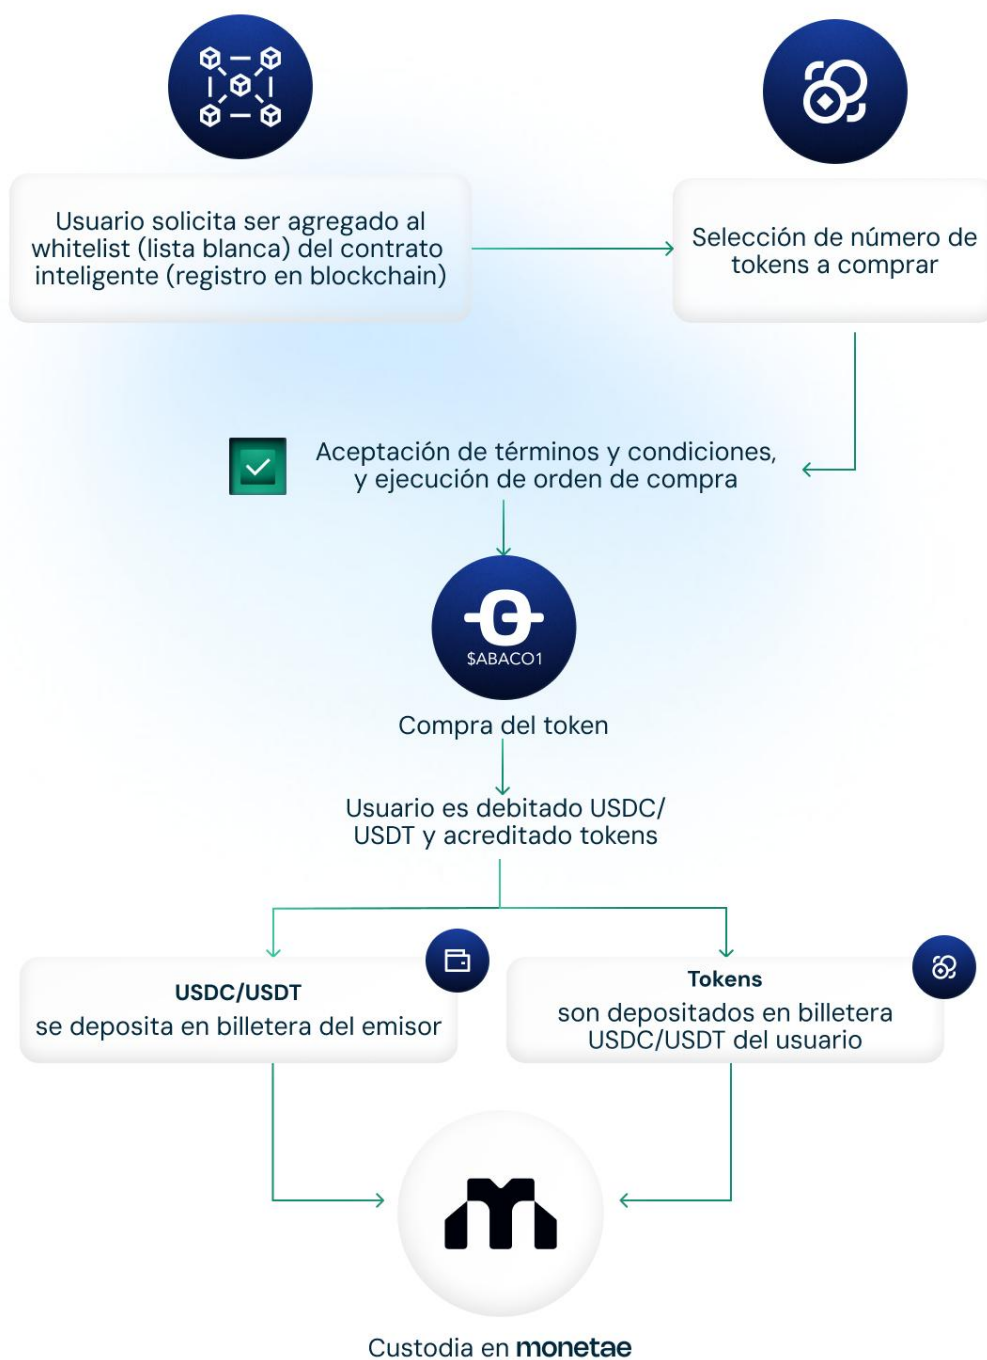 Usuario solicita ser agregado al
whitelist (lista blanca) del contrato
inteligente (registro en blockchain)
Selección de número de
tokens a comprar
Aceptación de términos y condiciones,
y ejecución de orden de compra
$ABACO1
Compra del token
Usuario es debitado USDC/
USDT y acreditado tokens
USDC/USDT
se deposita en billetera del emisor
Tokens
son depositados en billetera
USDC/USDT del usuario
Custodia en monetae